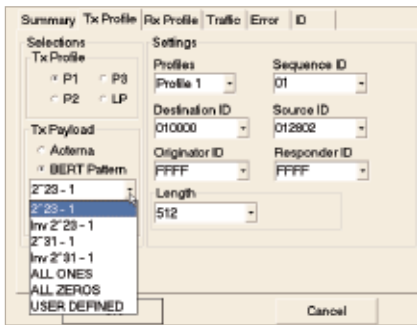 Summary Tx Profile Rx Profile Traffic Error ID
Selections
Tx Profile
P1 P3
P2 LP
Tx Payload
Acterna
BERT Pattern
2^23 - 1
2^23 - 1
Inv 2^23 - 1
2^31 - 1
Inv 2^31 - 1
ALL ONES
ALL ZEROS
USER DEFINED
Settings
Profiles Sequence ID
Profile 1 01
Destination ID Source ID
010000 012802
Originator ID Responder ID
FFFF FFFF
Length
512
Cancel